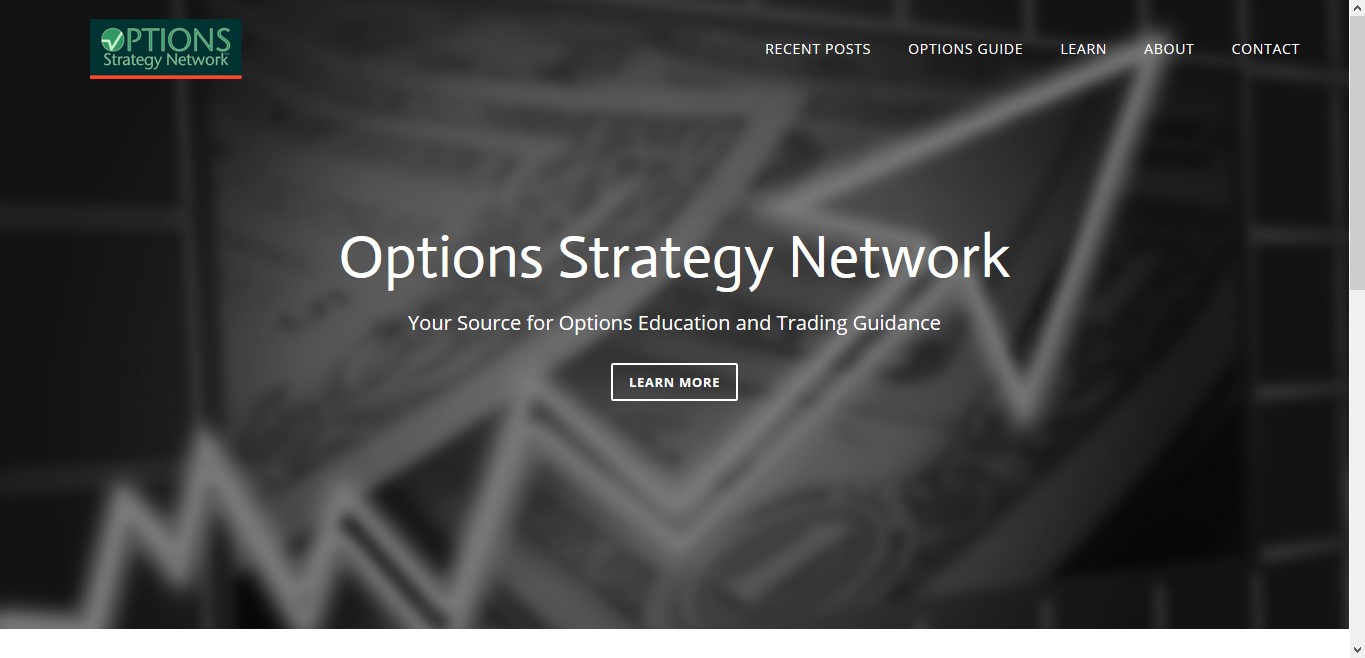 OPTIONS
Strategy Network
RECENT POSTS
OPTIONS GUIDE
LEARN
ABOUT
CONTACT
Options Strategy Network
Your Source for Options Education and Trading Guidance
LEARN MORE